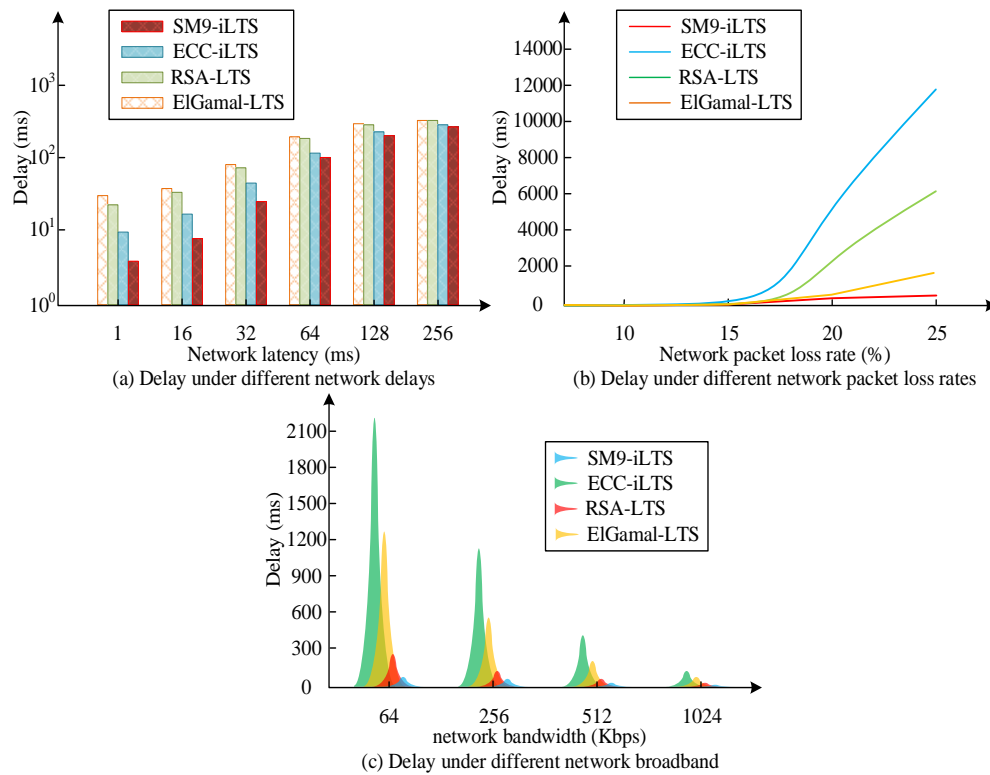 SM9-iLTS
ECC-iLTS
RSA-LTS
ElGamal-LTS
Delay (ms)
10^3
10^2
10^1
10^0
1 16 32 64 128 256
Network latency (ms)
(a) Delay under different network delays
SM9-iLTS
ECC-iLTS
RSA-LTS
ElGamal-LTS
Delay (ms)
14000
12000
10000
8000
6000
4000
2000
0
10 15 20 25
Network packet loss rate (%)
(b) Delay under different network packet loss rates
SM9-iLTS
ECC-iLTS
RSA-LTS
ElGamal-LTS
Delay (ms)
2100
1800
1500
1200
900
600
300
0
64 256 512 1024
network bandwidth (Kbps)
(c) Delay under different network broadband